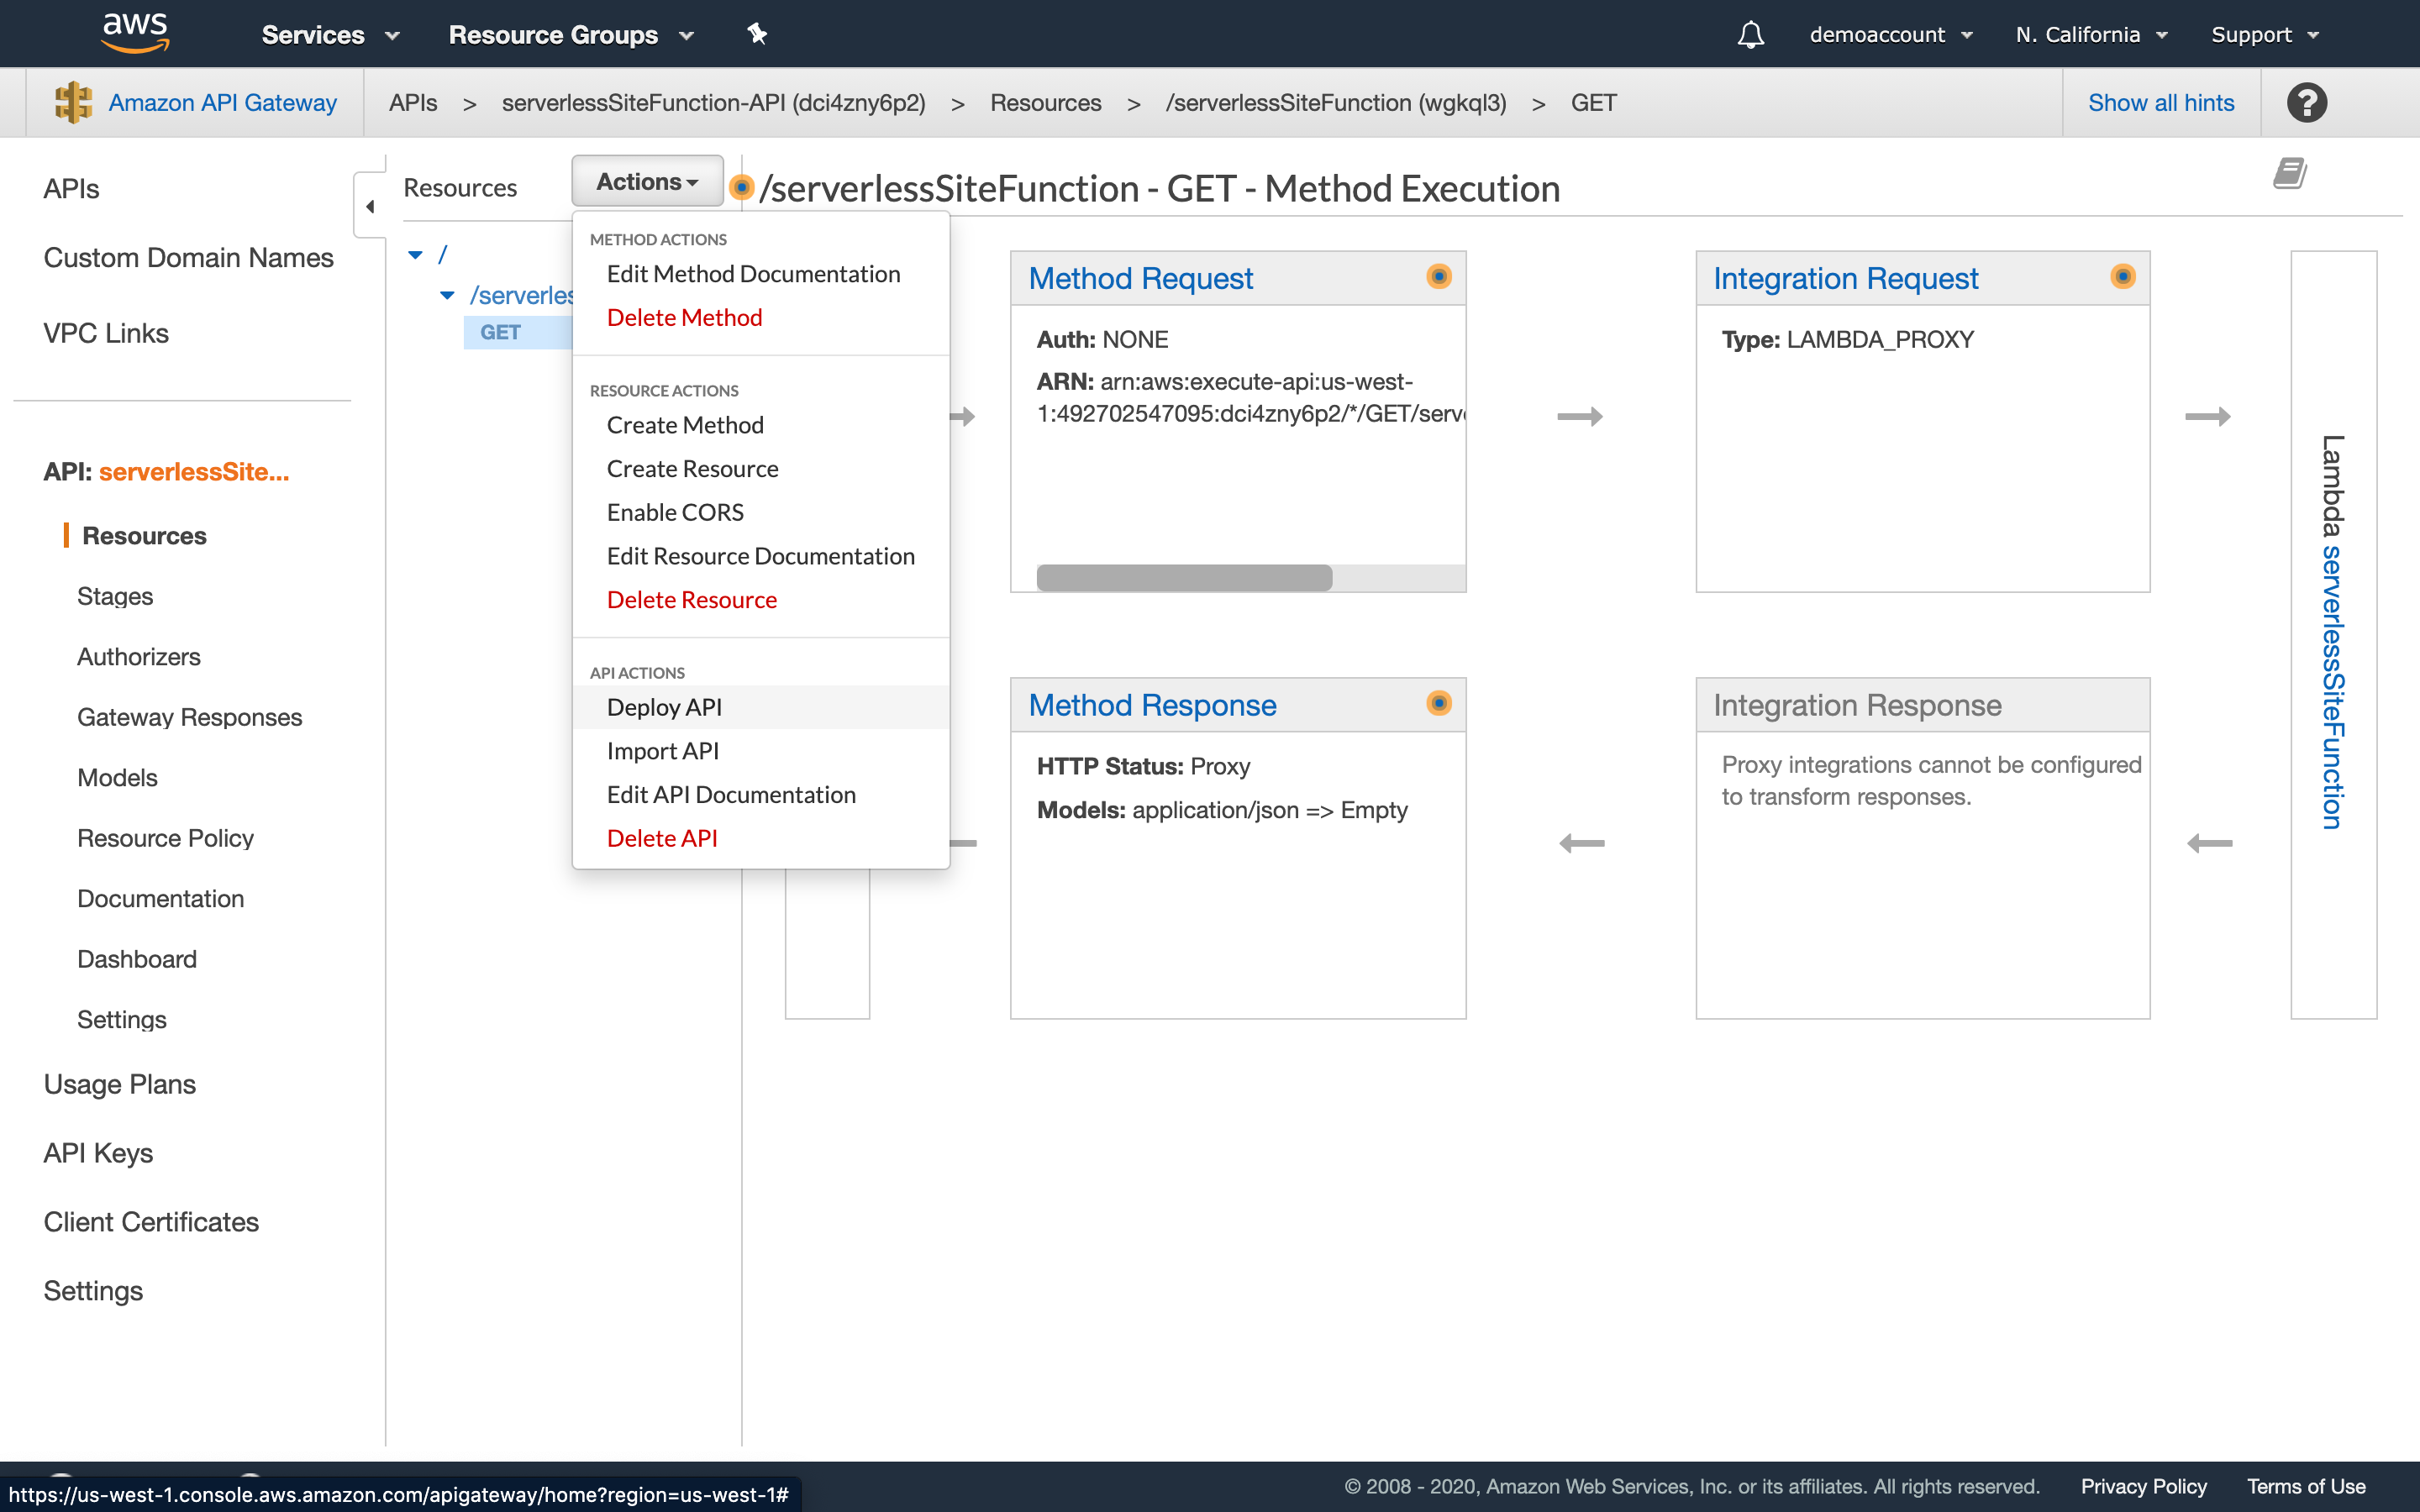 aws
Services
Resource Groups
demoaccount
N. California
Support
Amazon API Gateway
APIs > serverlessSiteFunction-API (dci4zny6p2) > Resources > /serverlessSiteFunction (wgkql3) > GET
Show all hints
?
APIs
Custom Domain Names
VPC Links
API: serverlessSite...
Resources
Stages
Authorizers
Gateway Responses
Models
Resource Policy
Documentation
Dashboard
Settings
Usage Plans
API Keys
Client Certificates
Settings
Resources
Actions
/
/serverles
GET
METHOD ACTIONS
Edit Method Documentation
Delete Method
RESOURCE ACTIONS
Create Method
Create Resource
Enable CORS
Edit Resource Documentation
Delete Resource
API ACTIONS
Deploy API
Import API
Edit API Documentation
Delete API
/serverlessSiteFunction - GET - Method Execution
Method Request
Auth: NONE
ARN: arn:aws:execute-api:us-west-
1:492702547095:dci4zny6p2/*/GET/serv
Integration Request
Type: LAMBDA_PROXY
Method Response
HTTP Status: Proxy
Models: application/json => Empty
Integration Response
Proxy integrations cannot be configured
to transform responses.
Lambda serverlessSiteFunction
https://us-west-1.console.aws.amazon.com/apigateway/home?region=us-west-1#
© 2008 - 2020, Amazon Web Services, Inc. or its affiliates. All rights reserved.
Privacy Policy
Terms of Use